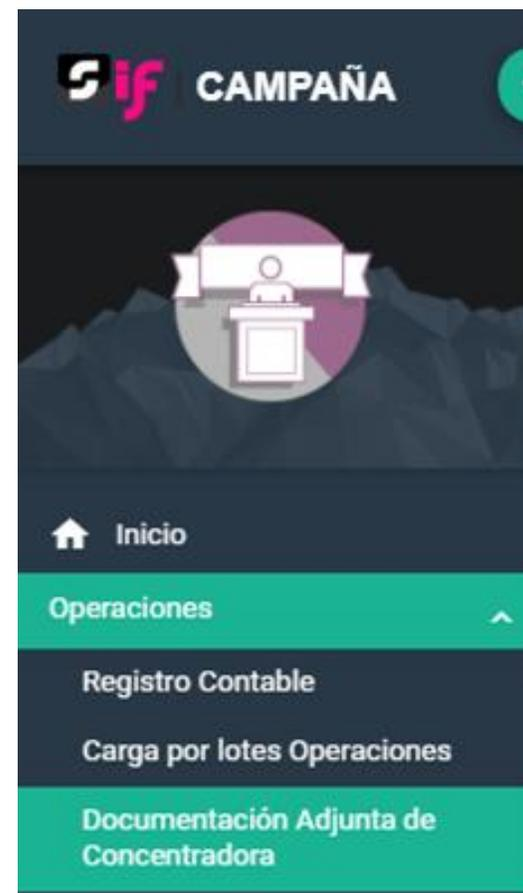 Sif CAMPAÑA
Inicio
Operaciones
Registro Contable
Carga por lotes Operaciones
Documentación Adjunta de
Concentradora